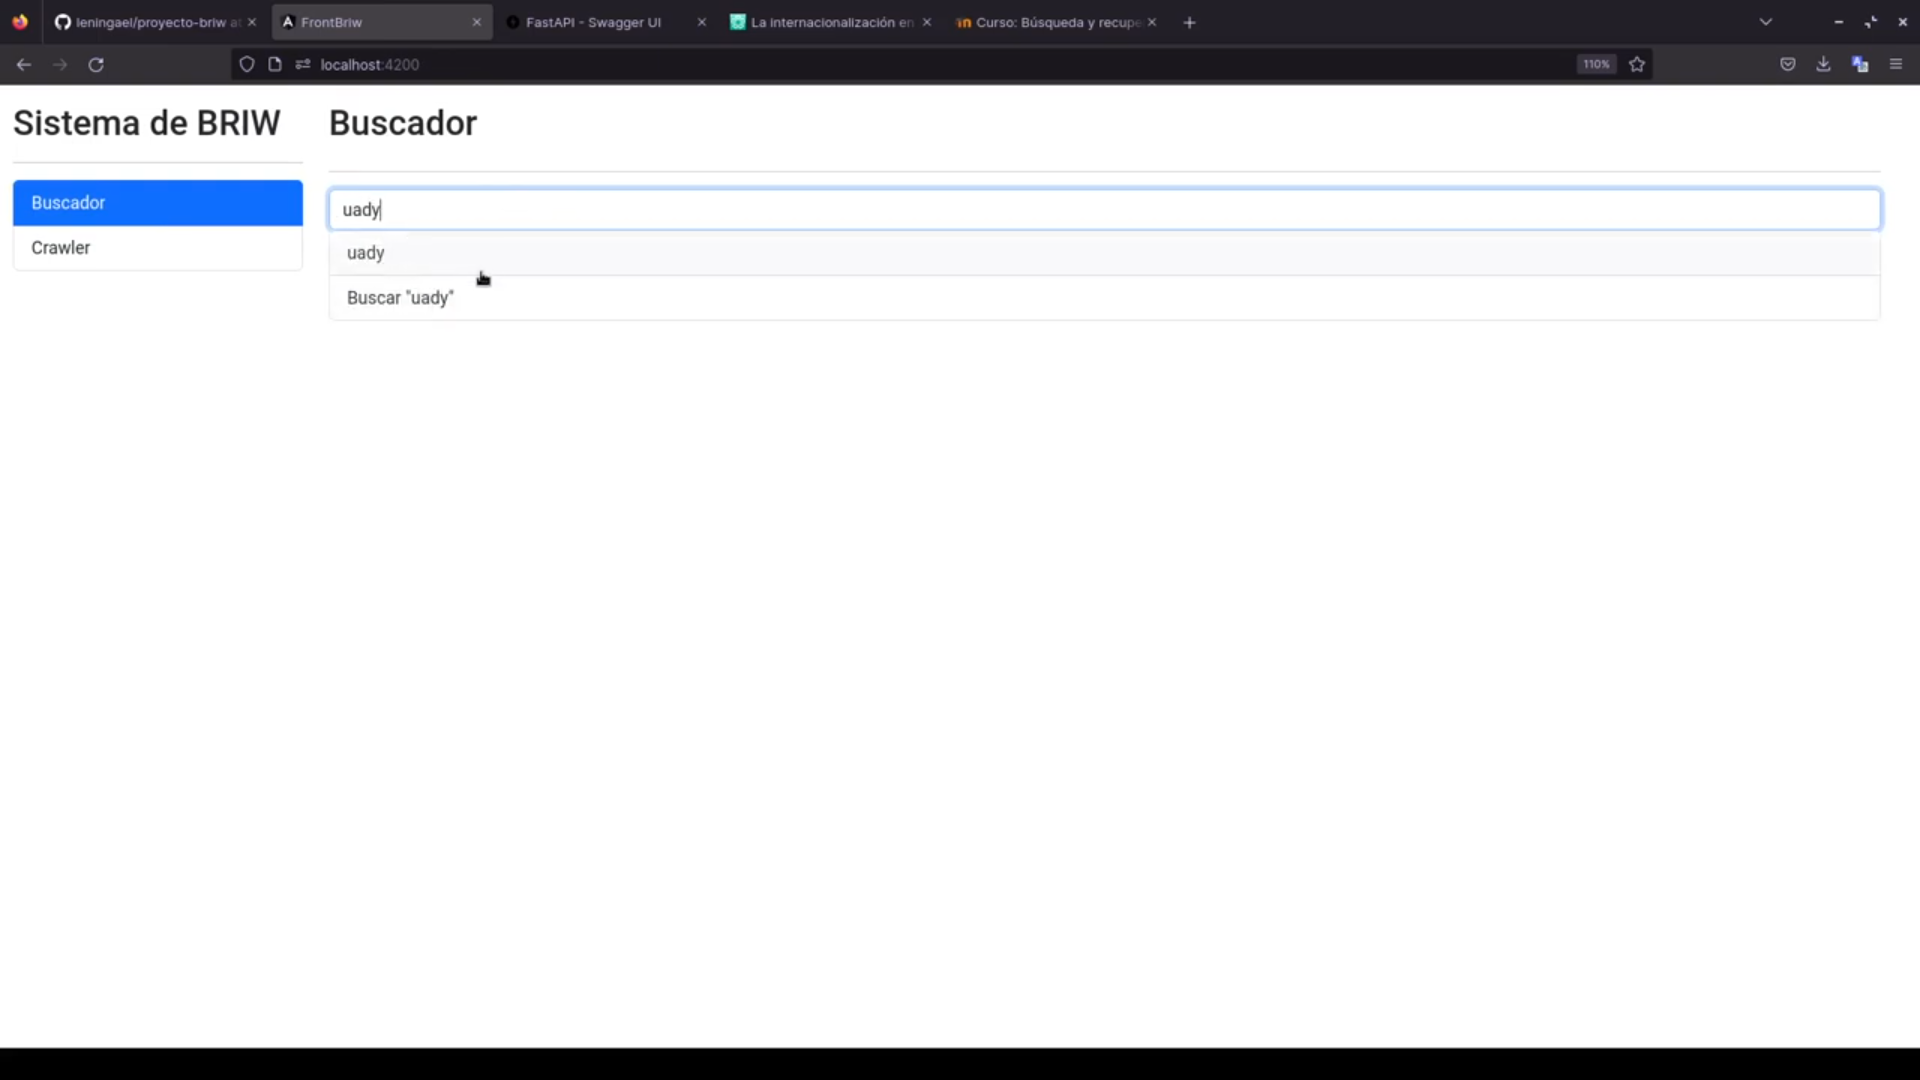 leningael/proyecto-briw at
FrontBriw
FastAPI - Swagger UI
La internacionalización en
Curso: Búsqueda y recupe
localhost:4200
110%
Sistema de BRIW
Buscador
Crawler
Buscador
uady
uady
Buscar "uady"